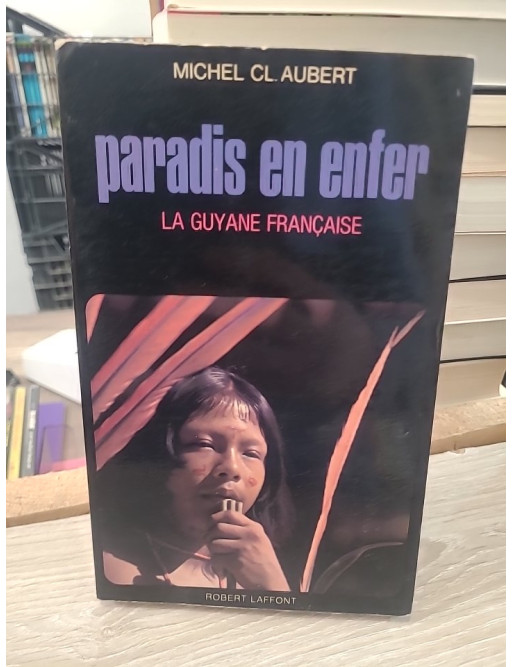 MICHEL CL. AUBERT
paradis en enfer
LA GUYANE FRANÇAISE
ROBERT LAFFONT